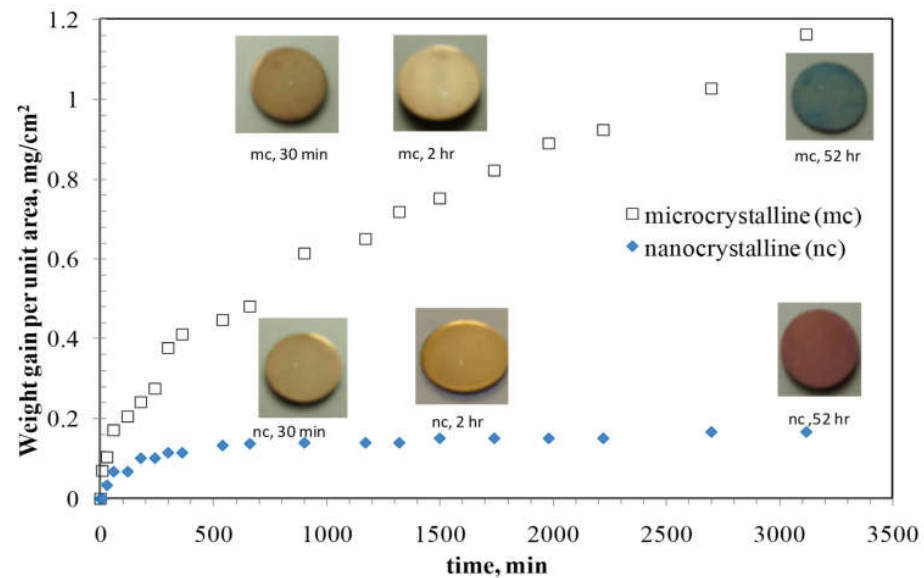 Weight gain per unit area, mg/cm²
1.2
1
0.8
0.6
0.4
0.2
0
mc, 30 min
mc, 2 hr
mc, 52 hr
microcrystalline (mc)
nanocrystalline (nc)
nc, 30 min
nc, 2 hr
nc ,52 hr
0
500
1000
1500
2000
2500
3000
3500
time, min